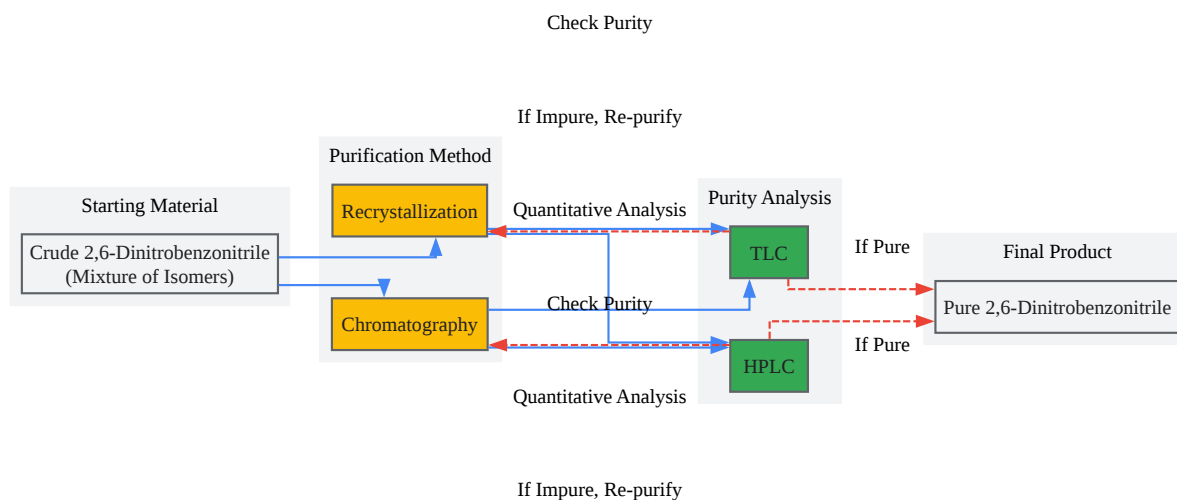 Check Purity
If Impure, Re-purify
Purification Method
Starting Material
Crude 2,6-Dinitrobenzonitrile
(Mixture of Isomers)
Recrystallization
Chromatography
Quantitative Analysis
Check Purity
Quantitative Analysis
Purity Analysis
TLC
HPLC
If Pure
If Pure
Final Product
Pure 2,6-Dinitrobenzonitrile
If Impure, Re-purify